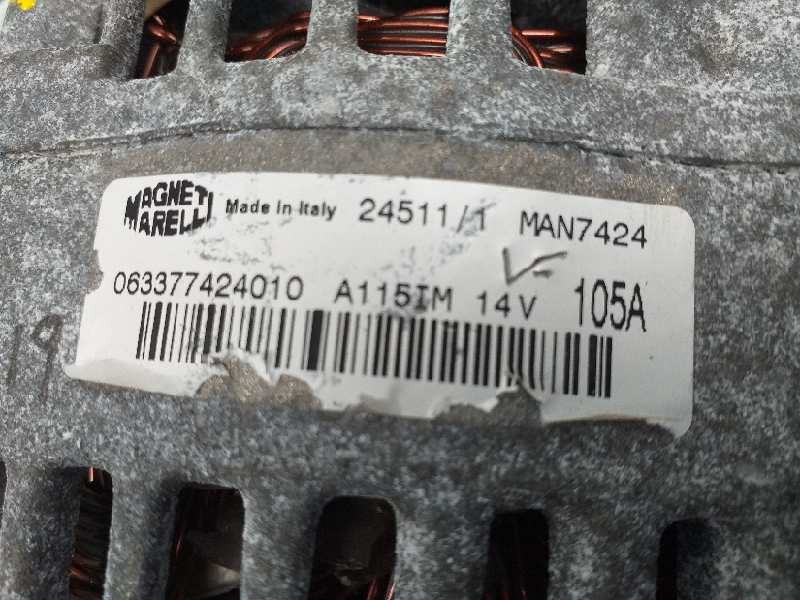 MAGNETI MARELLI Made in Italy 24511/1 MAN7424
063377424010 A115IM 14V 105A
19